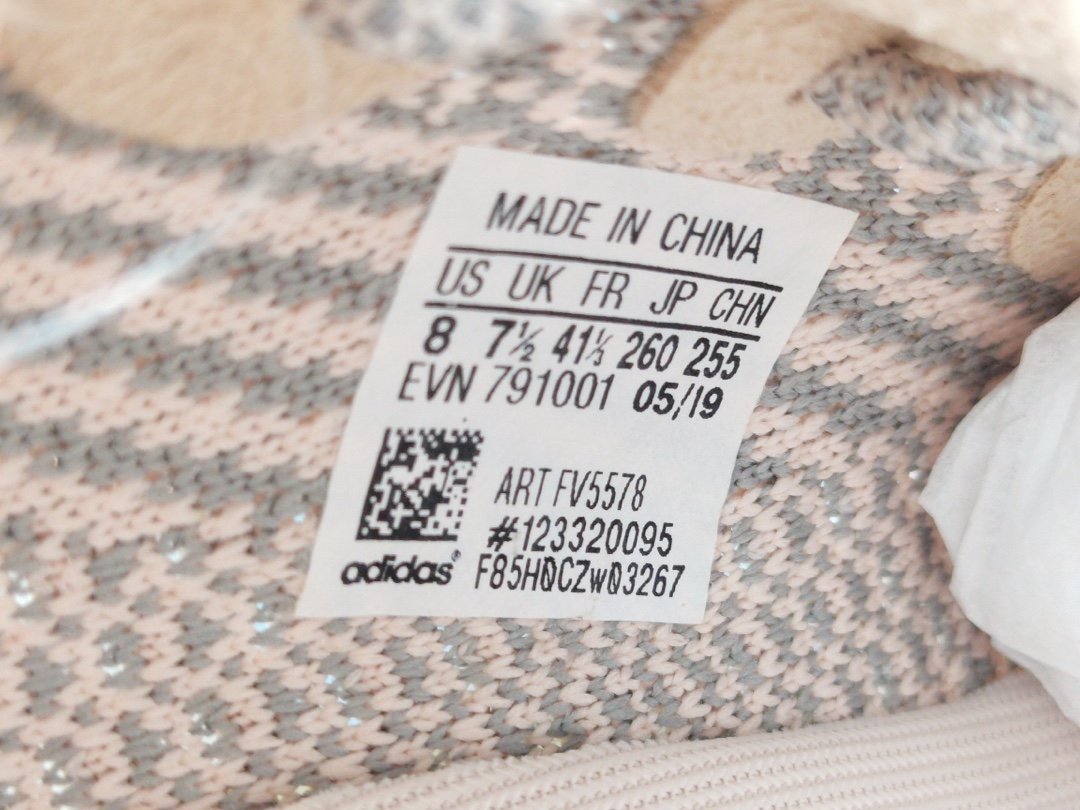 MADE IN CHINA
US UK FR JP CHN
8 7½ 41⅓ 260 255
EVN 791001 05/19
ART FV5578
#123320095
adidas® F85H0CZw03267